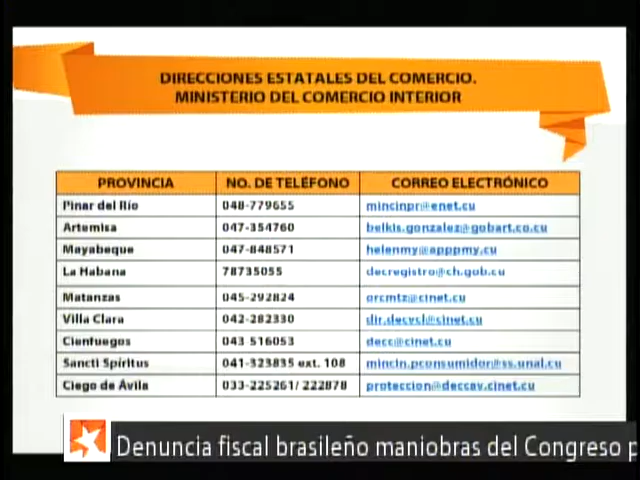 DIRECCIONES ESTATALES DEL COMERCIO.
MINISTERIO DEL COMERCIO INTERIOR
PROVINCIA NO. DE TELÉFONO CORREO ELECTRÓNICO
Pinar del Río 048-779655 mincinpr@enet.cu
Artemisa 047-354760 belkis.gonzalez@gobart.co.cu
Mayabeque 047-848571 helenmy@apppmy.cu
La Habana 78735055 decregistro@ch.gob.cu
Matanzas 045-292824 orcmtz@cinet.cu
Villa Clara 042-282330 dir.decvcl@cinet.cu
Cienfuegos 043 516053 decc@cinet.cu
Sancti Spíritus 041-323835 ext. 108 mincin.pconsumidor@ss.unal.cu
Ciego de Ávila 033-225261/ 222878 proteccion@deccav.cinet.cu
Denuncia fiscal brasileño maniobras del Congreso p